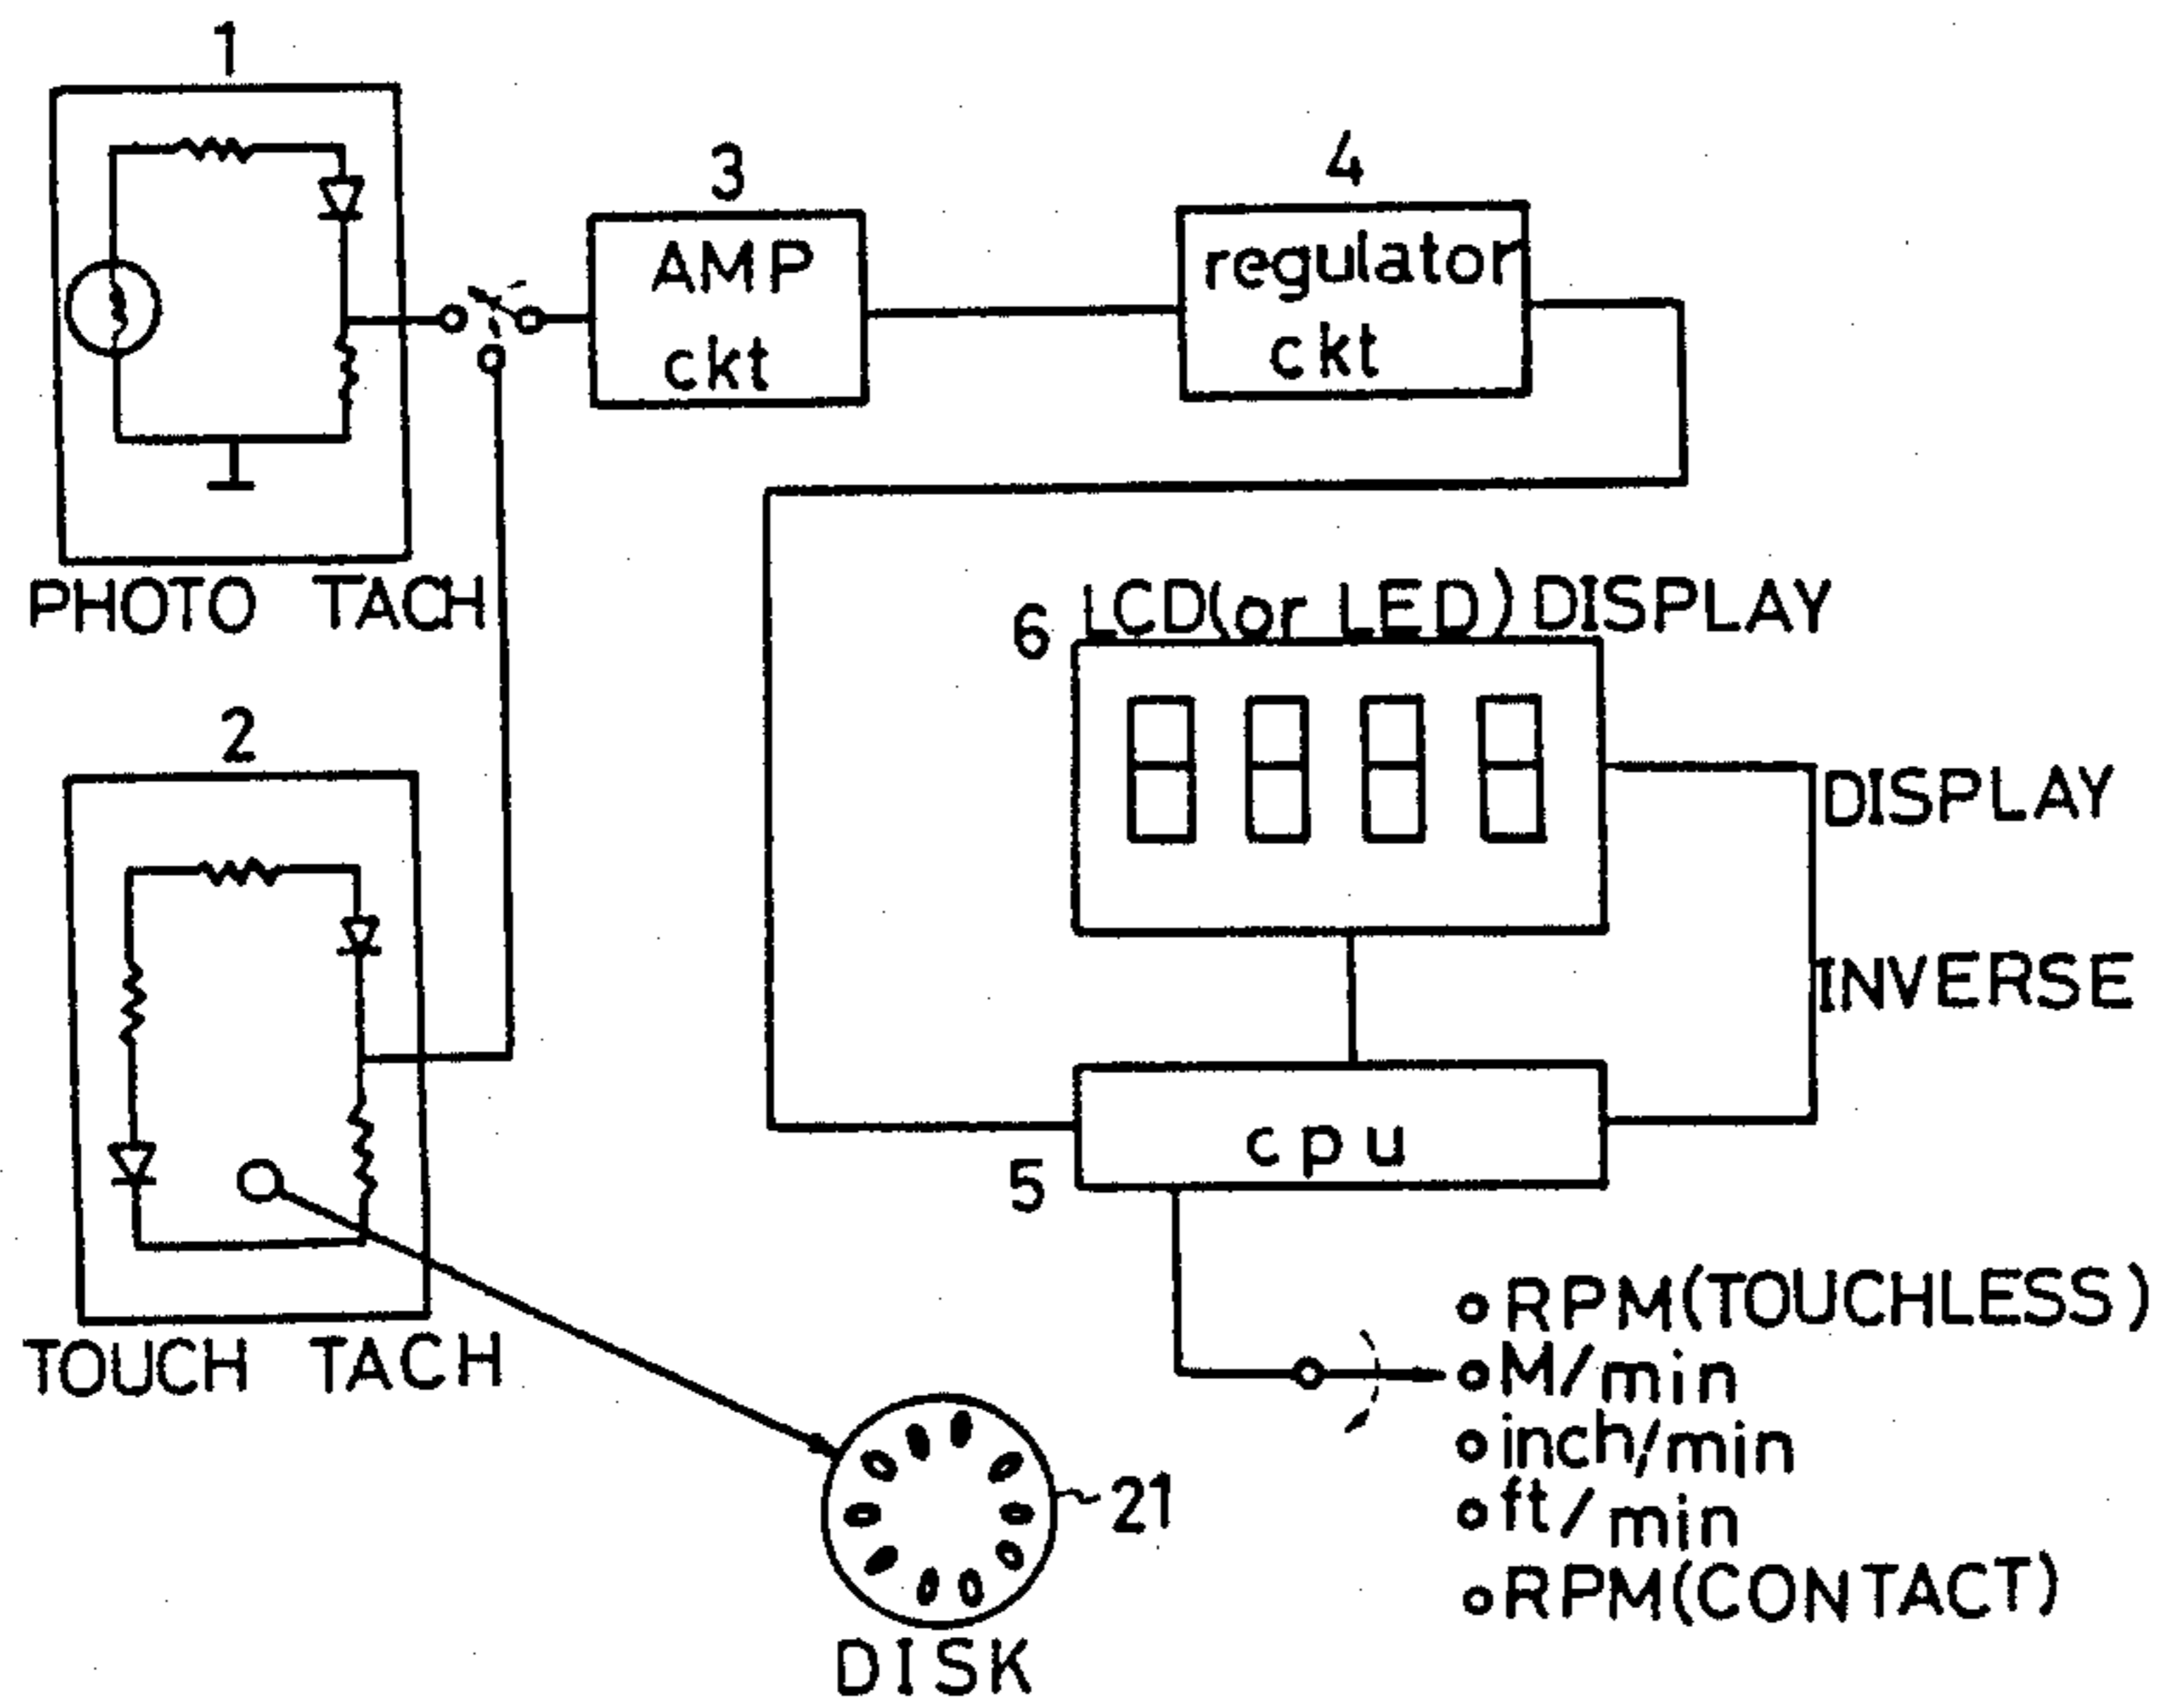 1
3
AMP
ckt
4
regulator
ckt
PHOTO TACH
6
LCD(or LED) DISPLAY
2
DISPLAY
INVERSE
cpu
5
TOUCH TACH
RPM(TOUCHLESS)
M/min
inch/min
ft/min
RPM(CONTACT)
21
DISK